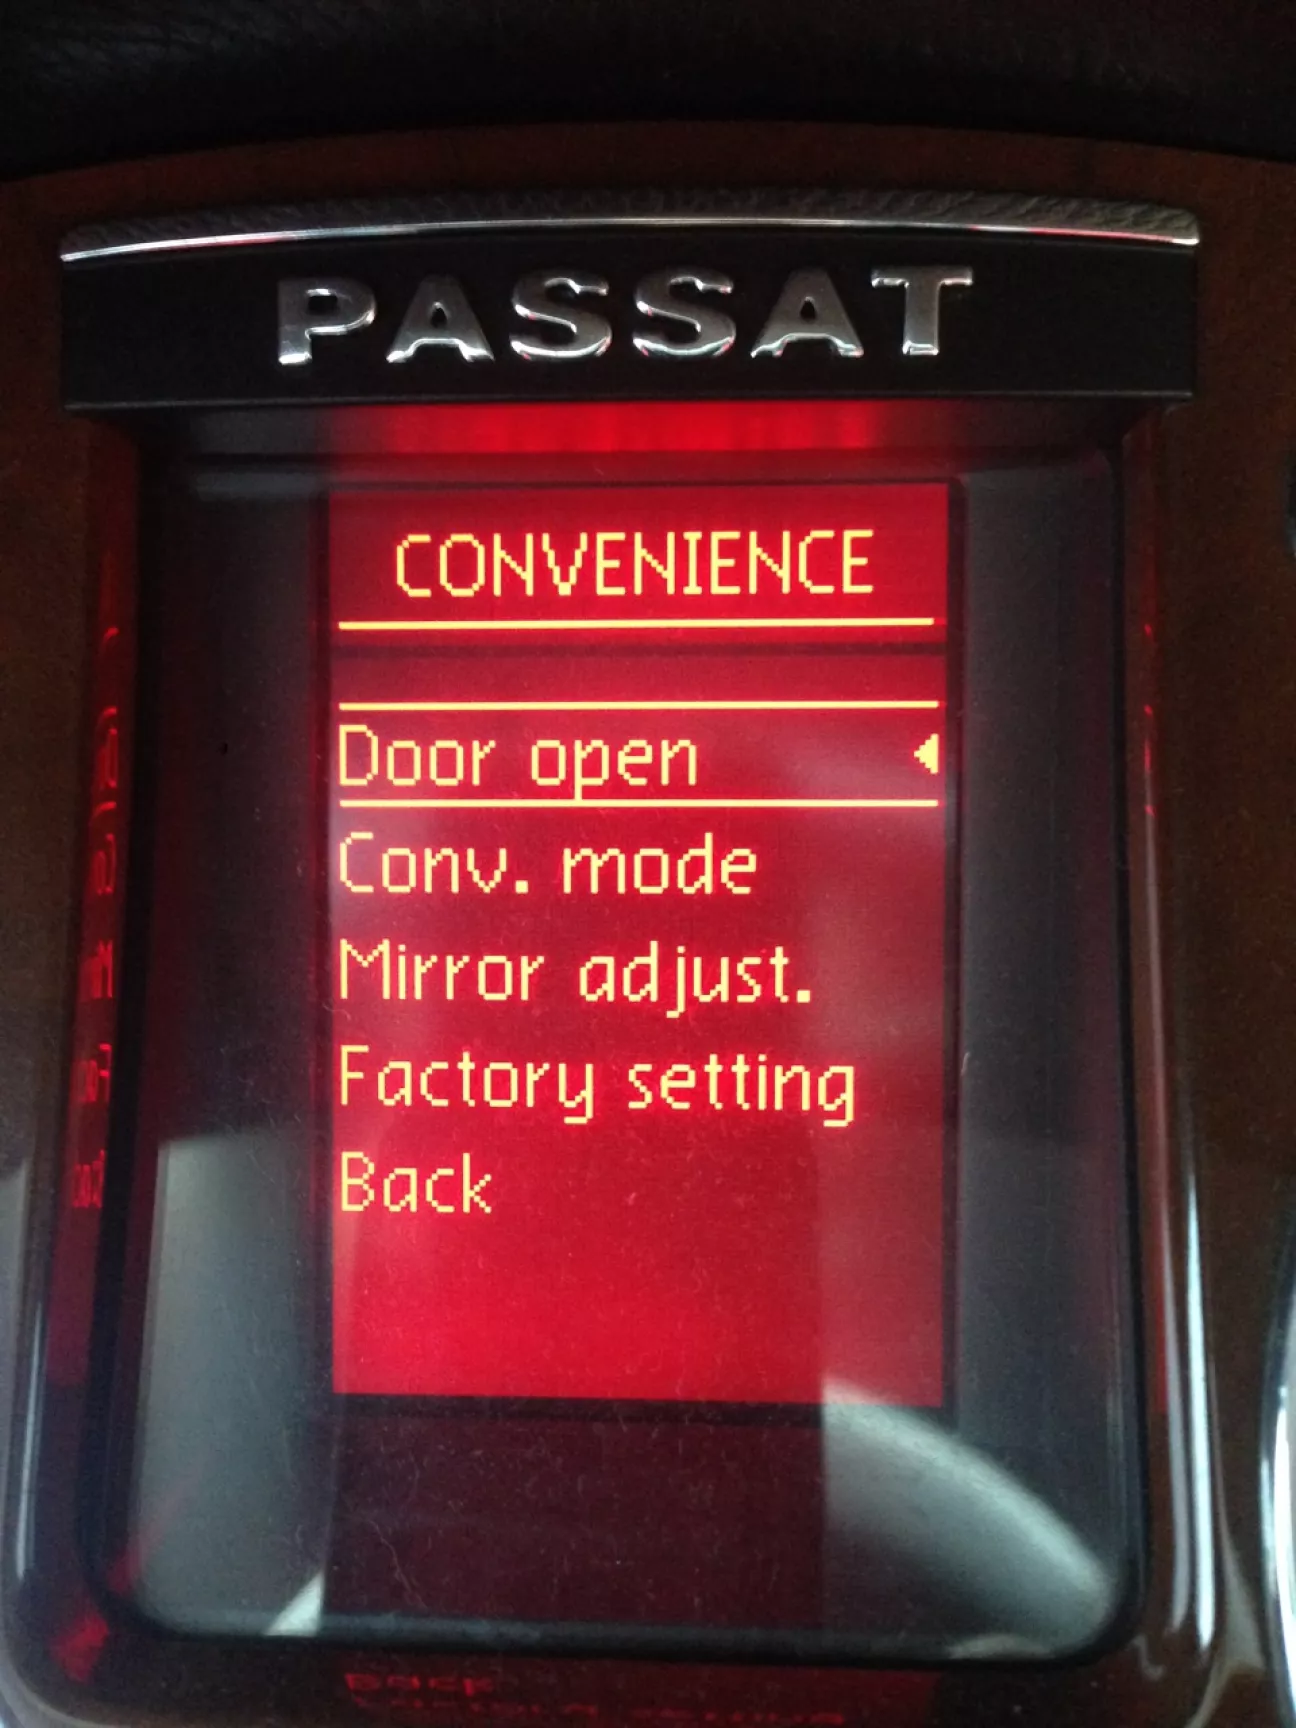 PASSAT
CONVENIENCE
Door open
Conv. mode
Mirror adjust.
Factory setting
Back